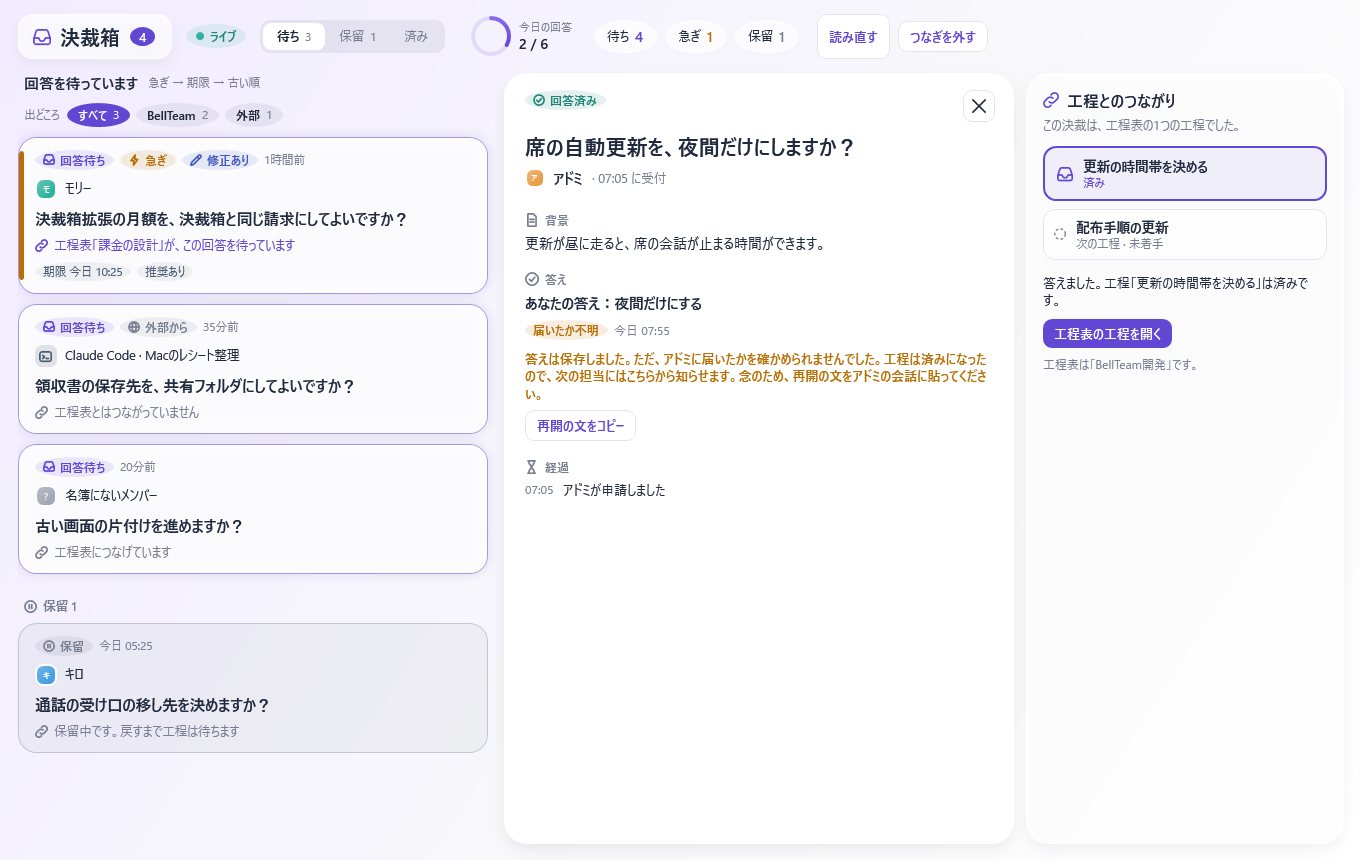 決裁箱 4
ライブ
待ち 3 保留 1 済み
今日の回答
2 / 6
待ち 4
急ぎ 1
保留 1
読み直す
つなぎを外す
回答を待っています 急ぎ → 期限 → 古い順
出どころ すべて 3 BellTeam 2 外部 1
回答待ち 急ぎ 修正あり 1時間前
モ モリー
決裁箱拡張の月額を、決裁箱と同じ請求にしてよいですか？
工程表「課金の設計」が、この回答を待っています
期限 今日 10:25 推奨あり
回答待ち 外部から 35分前
Claude Code · Macのレシート整理
領収書の保存先を、共有フォルダにしてよいですか？
工程表とはつながっていません
回答待ち 20分前
? 名簿にないメンバー
古い画面の片付けを進めますか？
工程表につなげています
保留 1
保留 今日 05:25
キ キロ
通話の受け口の移し先を決めますか？
保留中です。戻すまで工程は待ちます
回答済み
席の自動更新を、夜間だけにしますか？
ア アドミ · 07:05 に受付
背景
更新が昼に走ると、席の会話が止まる時間ができます。
答え
あなたの答え：夜間だけにする
届いたか不明 今日 07:55
答えは保存しました。ただ、アドミに届いたかを確かめられませんでした。工程は済みになった
ので、次の担当にはこちらから知らせます。念のため、再開の文をアドミの会話に貼ってくださ
い。
再開の文をコピー
経過
07:05 アドミが申請しました
工程とのつながり
この決裁は、工程表の1つの工程でした。
更新の時間帯を決める
済み
配布手順の更新
次の工程 · 未着手
答えました。工程「更新の時間帯を決める」は済みで
す。
工程表の工程を開く
工程表は「BellTeam開発」です。